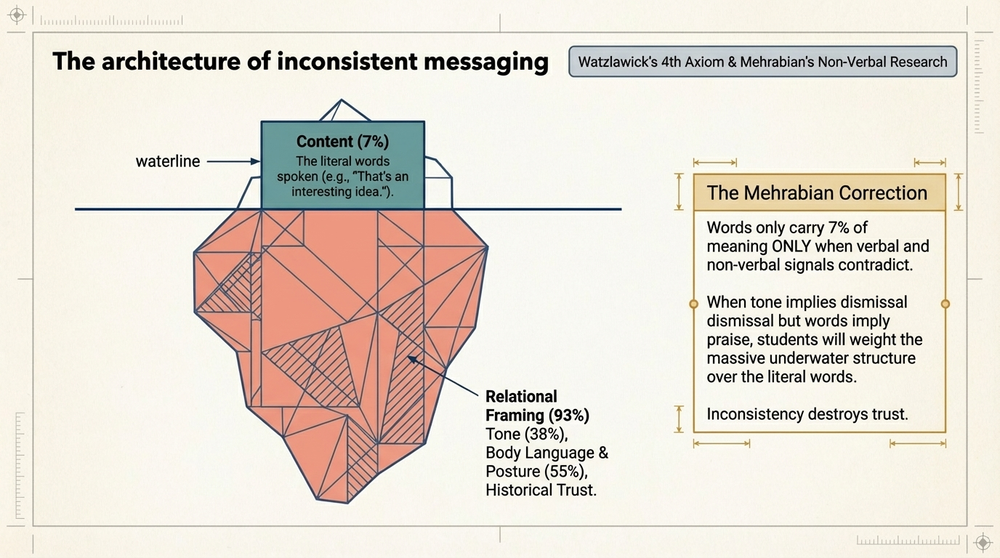 The architecture of inconsistent messaging
Watzlawick's 4th Axiom & Mehrabian's Non-Verbal Research
waterline
Content (7%)
The literal words
spoken (e.g., "That's an
interesting idea.").
Relational
Framing (93%)
Tone (38%),
Body Language &
Posture (55%),
Historical Trust.
The Mehrabian Correction
Words only carry 7% of
meaning ONLY when verbal and
non-verbal signals contradict.
When tone implies dismissal
dismissal but words imply
praise, students will weight the
massive underwater structure
over the literal words.
Inconsistency destroys trust.